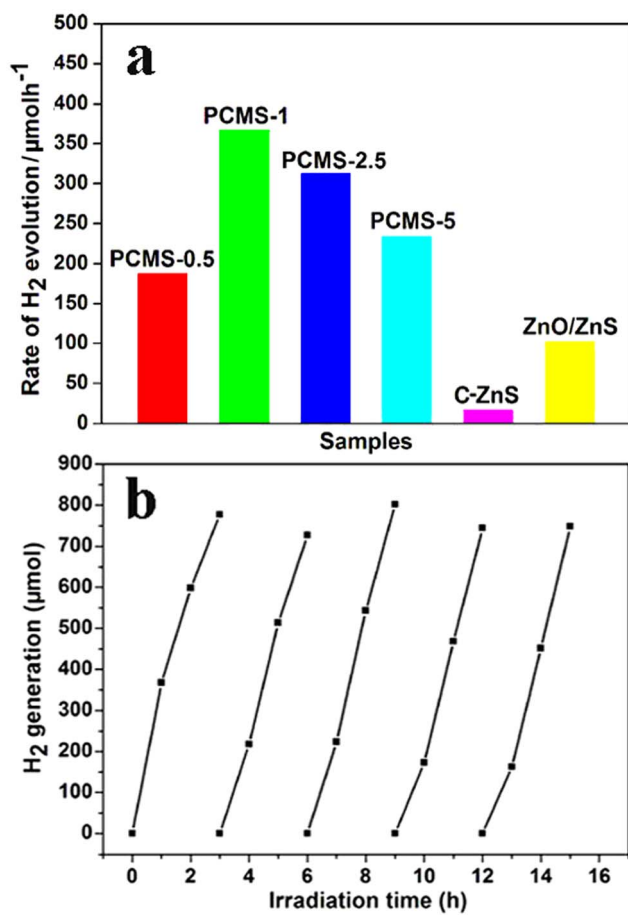 500
450
400
350
300
250
200
150
100
50
0
Rate of H2 evolution/μmolh-1
a
PCMS-0.5
PCMS-1
PCMS-2.5
PCMS-5
C-ZnS
ZnO/ZnS
Samples
900
800
700
600
500
400
300
200
100
0
H2 generation (μmol)
b
0 2 4 6 8 10 12 14 16
Irradiation time (h)